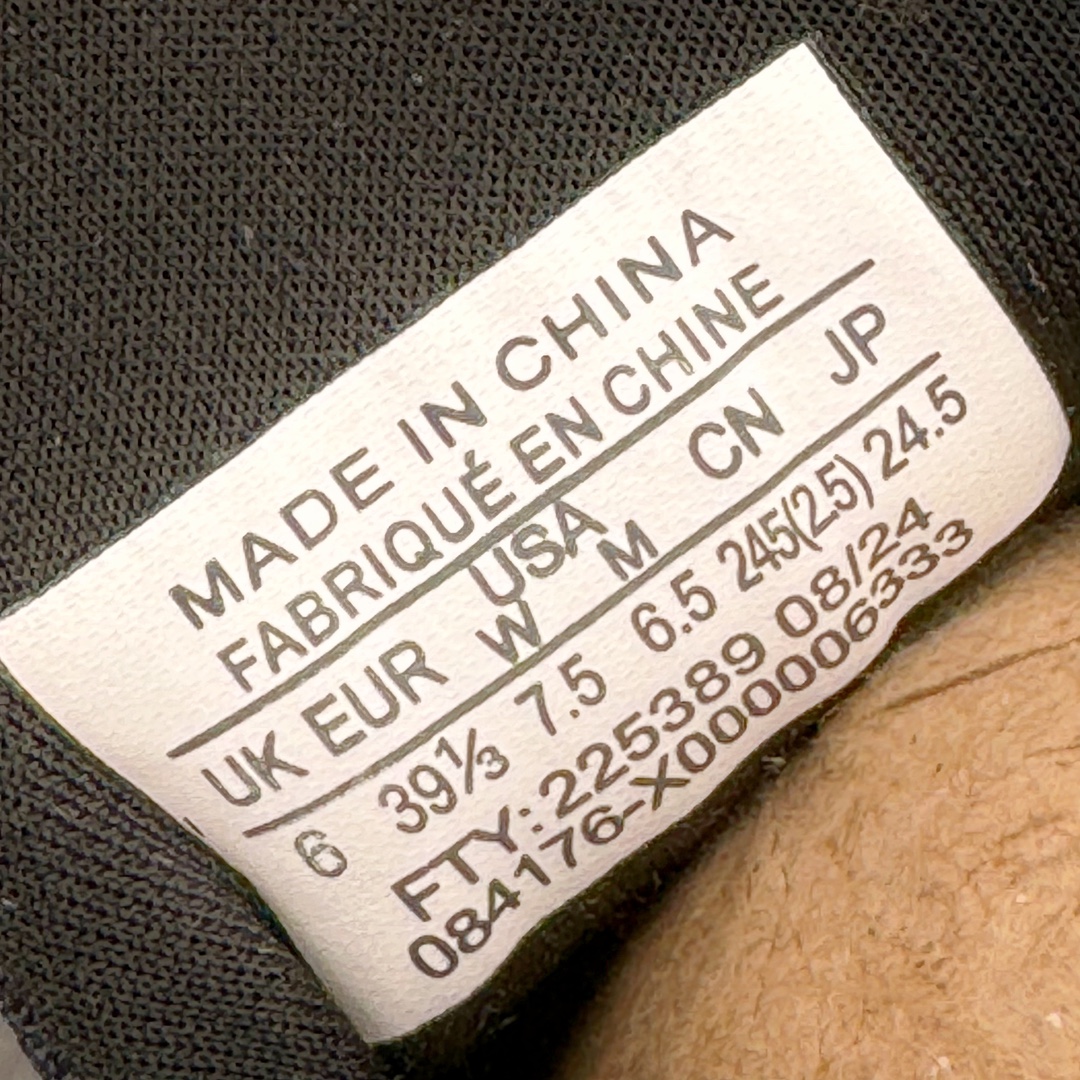 MADE IN CHINA
FABRIQUÉ EN CHINE
USA
UK EUR W M CN JP
6 39⅓ 7.5 6.5 245(2.5) 24.5
FTY: 225389 08/24
084176-X000006333